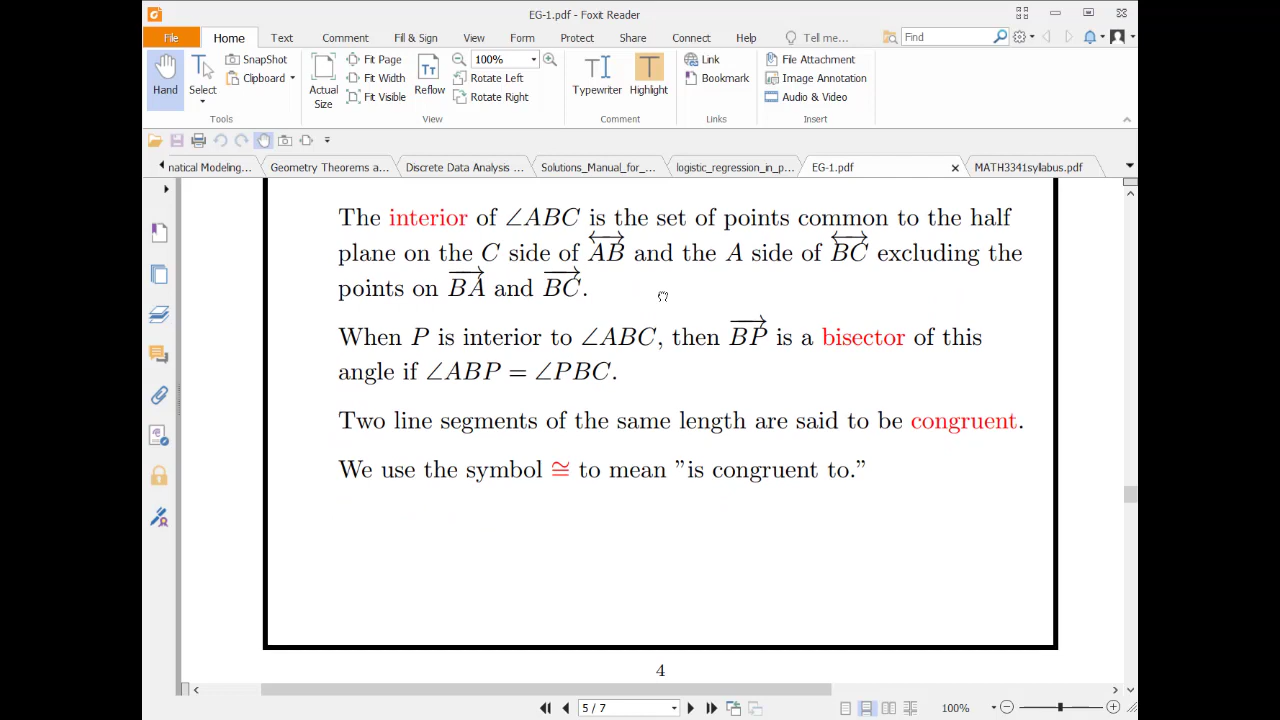 EG-1.pdf - Foxit Reader
File Home Text Comment Fill & Sign View Form Protect Share Connect Help Tell me... Find
Hand Select SnapShot Clipboard Actual Size Fit Page Fit Width Fit Visible Reflow 100% Rotate Left Rotate Right Typewriter Highlight Link Bookmark File Attachment Image Annotation Audio & Video
Tools View Comment Links Insert
natical Modeling... Geometry Theorems a... Discrete Data Analysis ... Solutions_Manual_for_... logistic_regression_in_p... EG-1.pdf MATH3341syllabus.pdf
The interior of ∠ABC is the set of points common to the half
plane on the C side of \overleftrightarrow{AB} and the A side of \overleftrightarrow{BC} excluding the
points on \overrightarrow{BA} and \overrightarrow{BC}.
When P is interior to ∠ABC, then \overrightarrow{BP} is a bisector of this
angle if ∠ABP = ∠PBC.
Two line segments of the same length are said to be congruent.
We use the symbol ≅ to mean ”is congruent to.”
4
5 / 7 100%